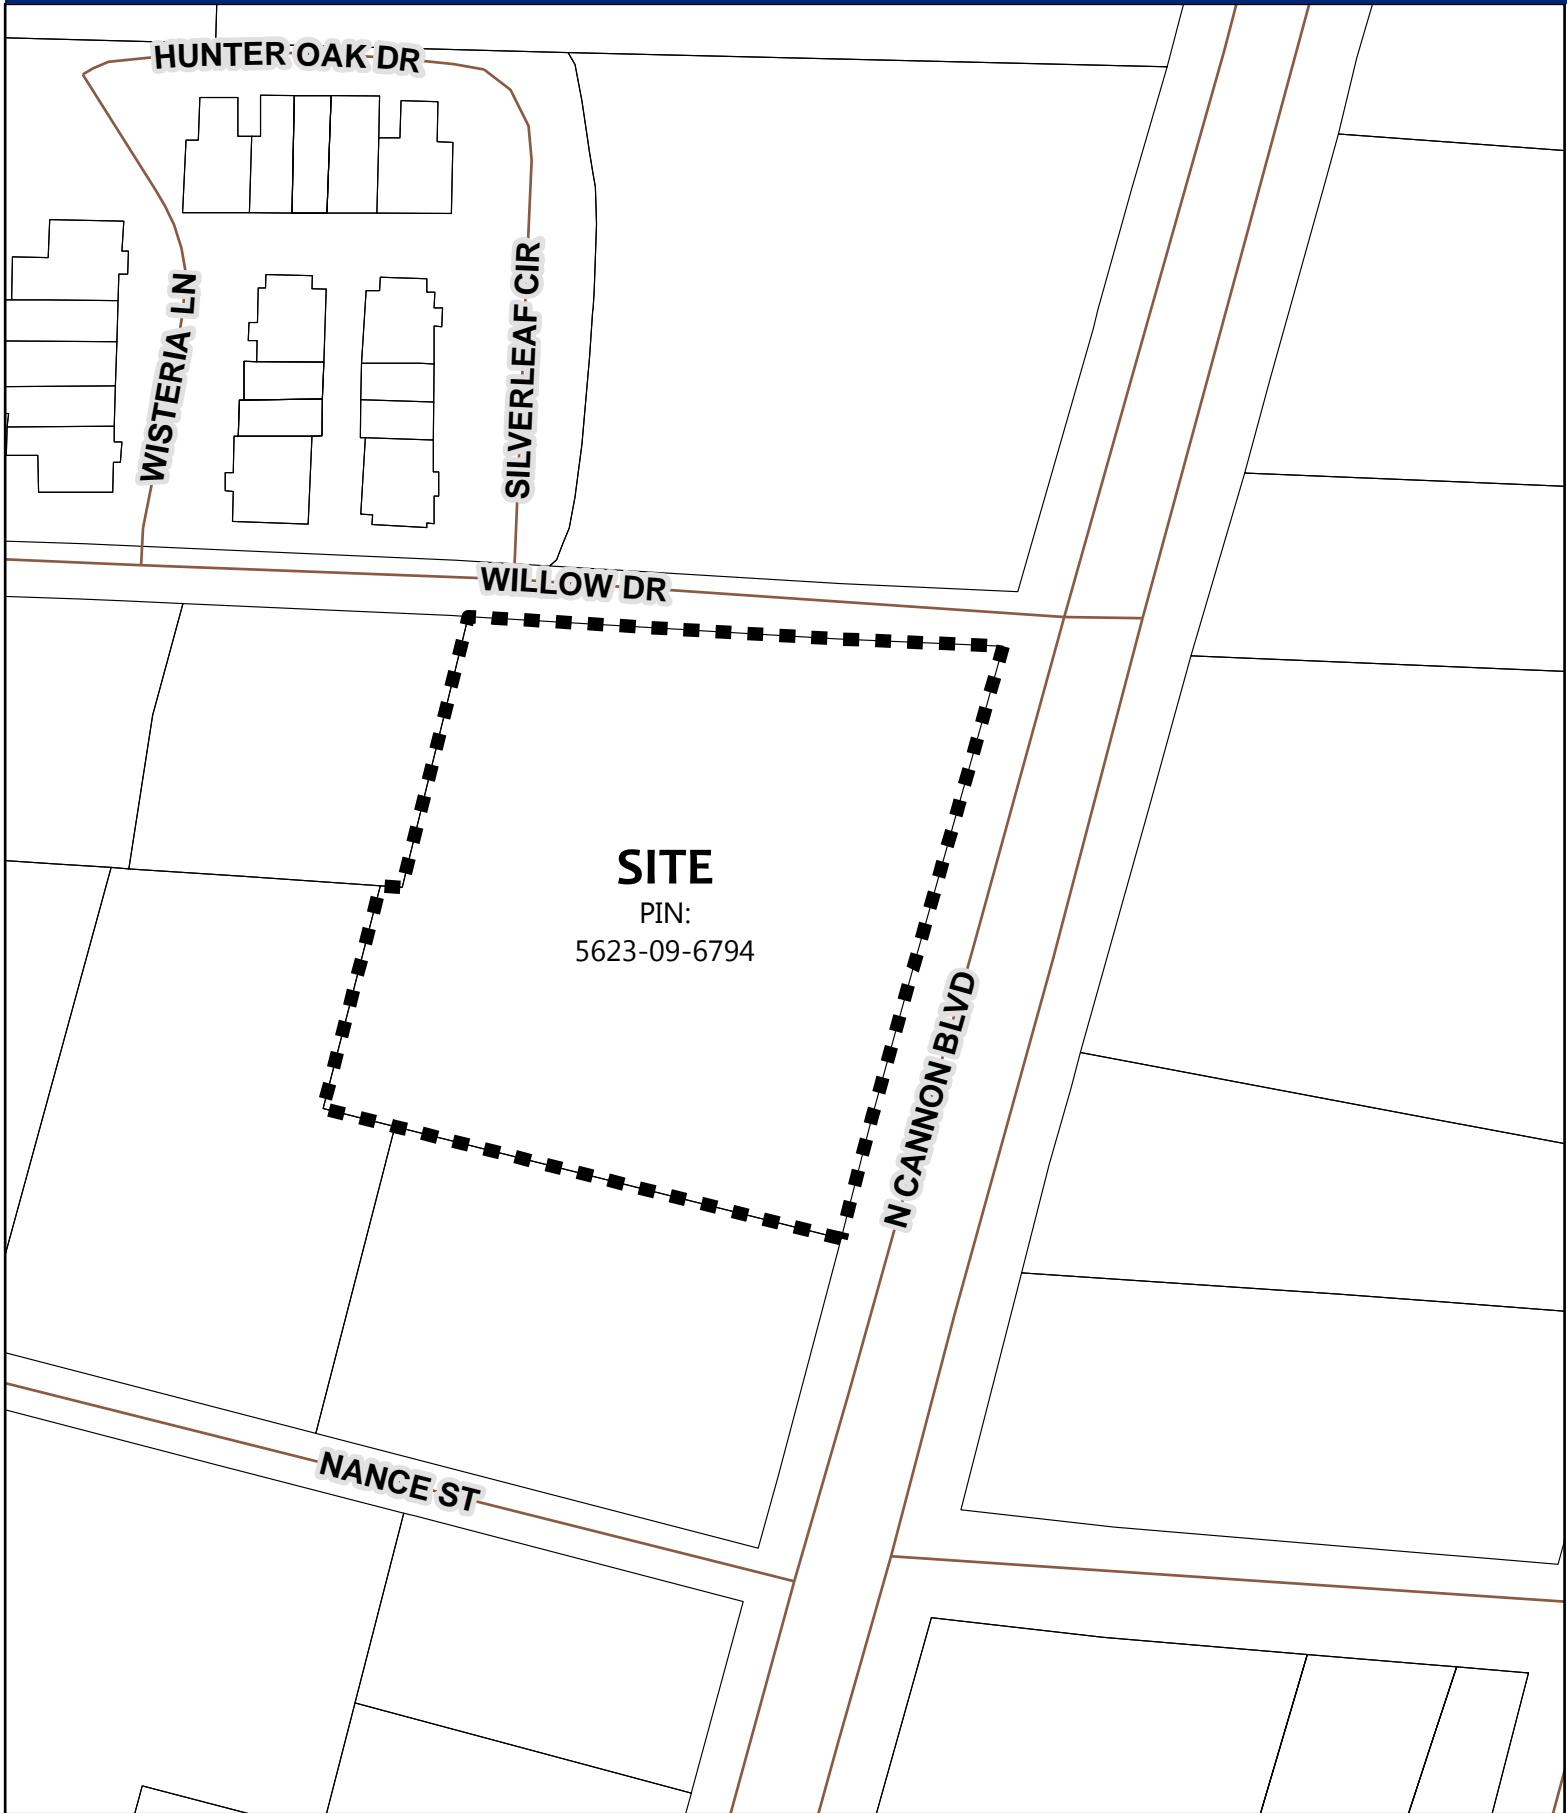 HUNTER OAK DR
WISTERIA LN
SILVERLEAF CIR
WILLOW DR
SITE
PIN:
5623-09-6794
N CANNON BLVD
NANCE ST